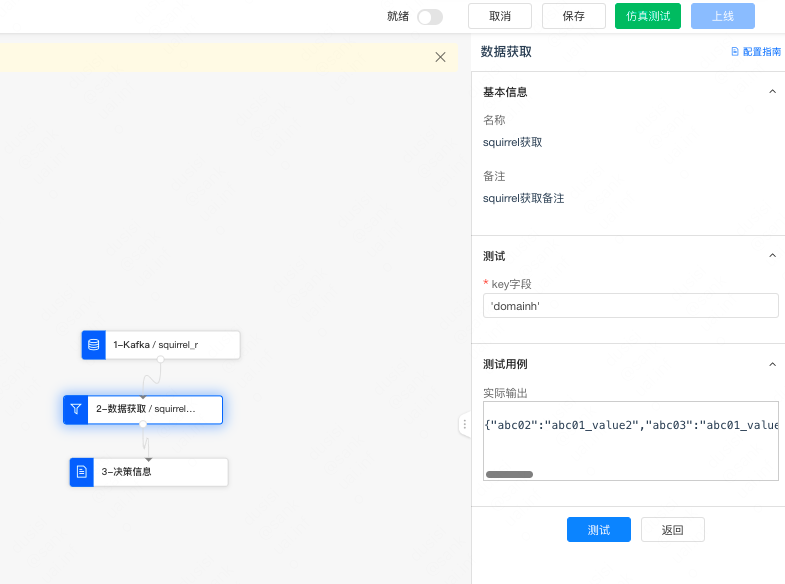 就绪
取消
保存
仿真测试
上线
数据获取
配置指南
基本信息
名称
squirrel获取
备注
squirrel获取备注
测试
* key字段
'domainh'
测试用例
实际输出
{"abc02":"abc01_value2","abc03":"abc01_value
测试
返回
1-Kafka / squirrel_r
2-数据获取 / squirrel...
3-决策信息